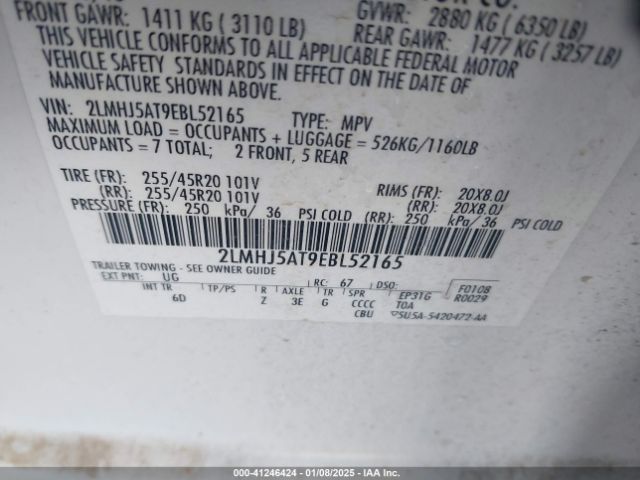 FRONT GAWR: 1411 KG ( 3110 LB)
GVWR: 2880 KG ( 6350 LB)
REAR GAWR: 1477 KG ( 3257 LB)
THIS VEHICLE CONFORMS TO ALL APPLICABLE FEDERAL MOTOR
VEHICLE SAFETY STANDARDS IN EFFECT ON THE DATE OF
MANUFACTURE SHOWN ABOVE.
VIN: 2LMHJ5AT9EBL52165 TYPE: MPV
MAXIMUM LOAD = OCCUPANTS + LUGGAGE = 526KG/1160LB
OCCUPANTS = 7 TOTAL; 2 FRONT, 5 REAR
TIRE (FR): 255/45R20 101V RIMS (FR): 20X8.0J
(RR): 255/45R20 101V (RR): 20X8.0J
PRESSURE (FR): 250 kPa/ 36 PSI COLD (RR): 250 kPa/ 36 PSI COLD
2LMHJ5AT9EBL52165
TRAILER TOWING - SEE OWNER GUIDE
EXT PNT: UG RC: 67 DSO: F0108
INT TR TP/PS R AXLE TR SPR EP3TG R0029
6D Z 3E G CCCC TOA
CBU 5U5A-5420472-AA
000-41246424 - 01/08/2025 - IAA